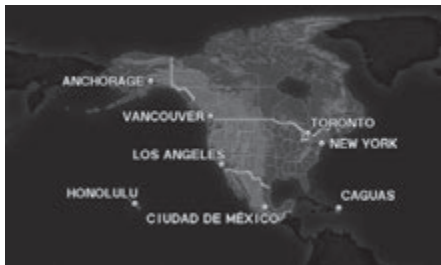 ANCHORAGE
VANCOUVER
TORONTO
NEW YORK
LOS ANGELES
HONOLULU
CAGUAS
CIUDAD DE MÉXICO